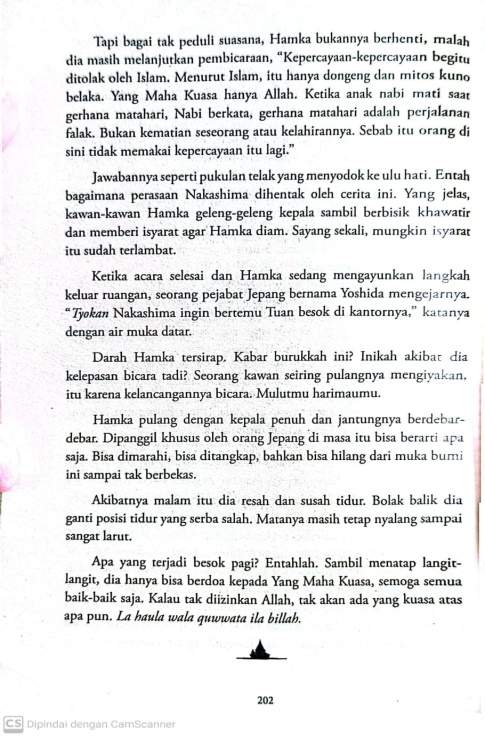 Tapi bagai tak peduli suasana, Hamka bukannya berhenti, malah
dia masih melanjutkan pembicaraan, “Kepercayaan-kepercayaan begitu
ditolak oleh Islam. Menurut Islam, itu hanya dongeng dan mitos kuno
belaka. Yang Maha Kuasa hanya Allah. Ketika anak nabi mati saat
gerhana matahari, Nabi berkata, gerhana matahari adalah perjalanan
falak. Bukan kematian seseorang atau kelahirannya. Sebab itu orang di
sini tidak memakai kepercayaan itu lagi.”
Jawabannya seperti pukulan telak yang menyodok ke ulu hati. Entah
bagaimana perasaan Nakashima dihentak oleh cerita ini. Yang jelas,
kawan-kawan Hamka geleng-geleng kepala sambil berbisik khawatir
dan memberi isyarat agar Hamka diam. Sayang sekali, mungkin isyarat
itu sudah terlambat.
Ketika acara selesai dan Hamka sedang mengayunkan langkah
keluar ruangan, seorang pejabat Jepang bernama Yoshida mengejarnya.
“Tyokan Nakashima ingin bertemu Tuan besok di kantornya,” katanya
dengan air muka datar.
Darah Hamka tersirap. Kabar burukkah ini? Inikah akibat dia
kelepasan bicara tadi? Seorang kawan seiring pulangnya mengiyakan,
itu karena kelancangannya bicara. Mulutmu harimaumu.
Hamka pulang dengan kepala penuh dan jantungnya berdebar-
debar. Dipanggil khusus oleh orang Jepang di masa itu bisa berarti apa
saja. Bisa dimarahi, bisa ditangkap, bahkan bisa hilang dari muka bumi
ini sampai tak berbekas.
Akibatnya malam itu dia resah dan susah tidur. Bolak balik dia
ganti posisi tidur yang serba salah. Matanya masih tetap nyalang sampai
sangat larut.
Apa yang terjadi besok pagi? Entahlah. Sambil menatap langit-
langit, dia hanya bisa berdoa kepada Yang Maha Kuasa, semoga semua
baik-baik saja. Kalau tak diizinkan Allah, tak akan ada yang kuasa atas
apa pun. La haula wala quwwata ila billah.
202
CS Dipindai dengan CamScanner